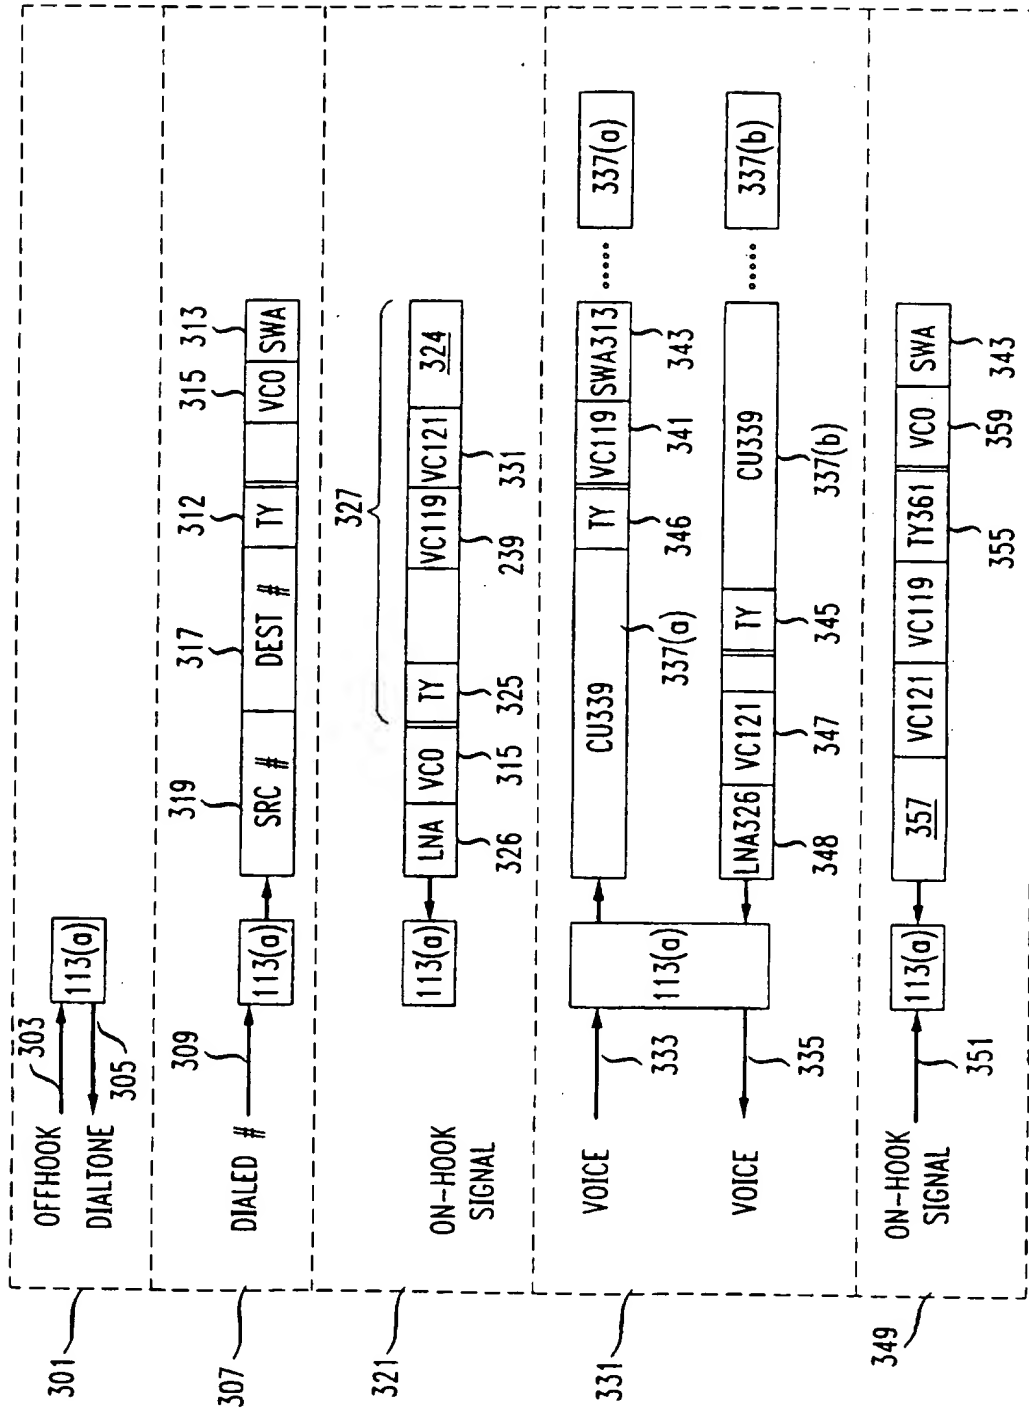 301
OFFHOOK
303
DIALTONE
305
113(a)
307
DIALED #
309
113(a)
319
317
312
315
313
SRC #
DEST #
TY
VC0
SWA
321
327
ON-HOOK
SIGNAL
113(a)
LNA
VC0
TY
VC119
VC121
324
326
315
325
239
331
331
VOICE
333
113(a)
CU339
TY
VC119
SWA313
.....
337(a)
337(a)
346
341
343
VOICE
335
LNA326
VC121
TY
CU339
.....
337(b)
348
347
345
337(b)
349
ON-HOOK
SIGNAL
351
113(a)
357
VC121
VC119
TY361
VC0
SWA
355
359
343